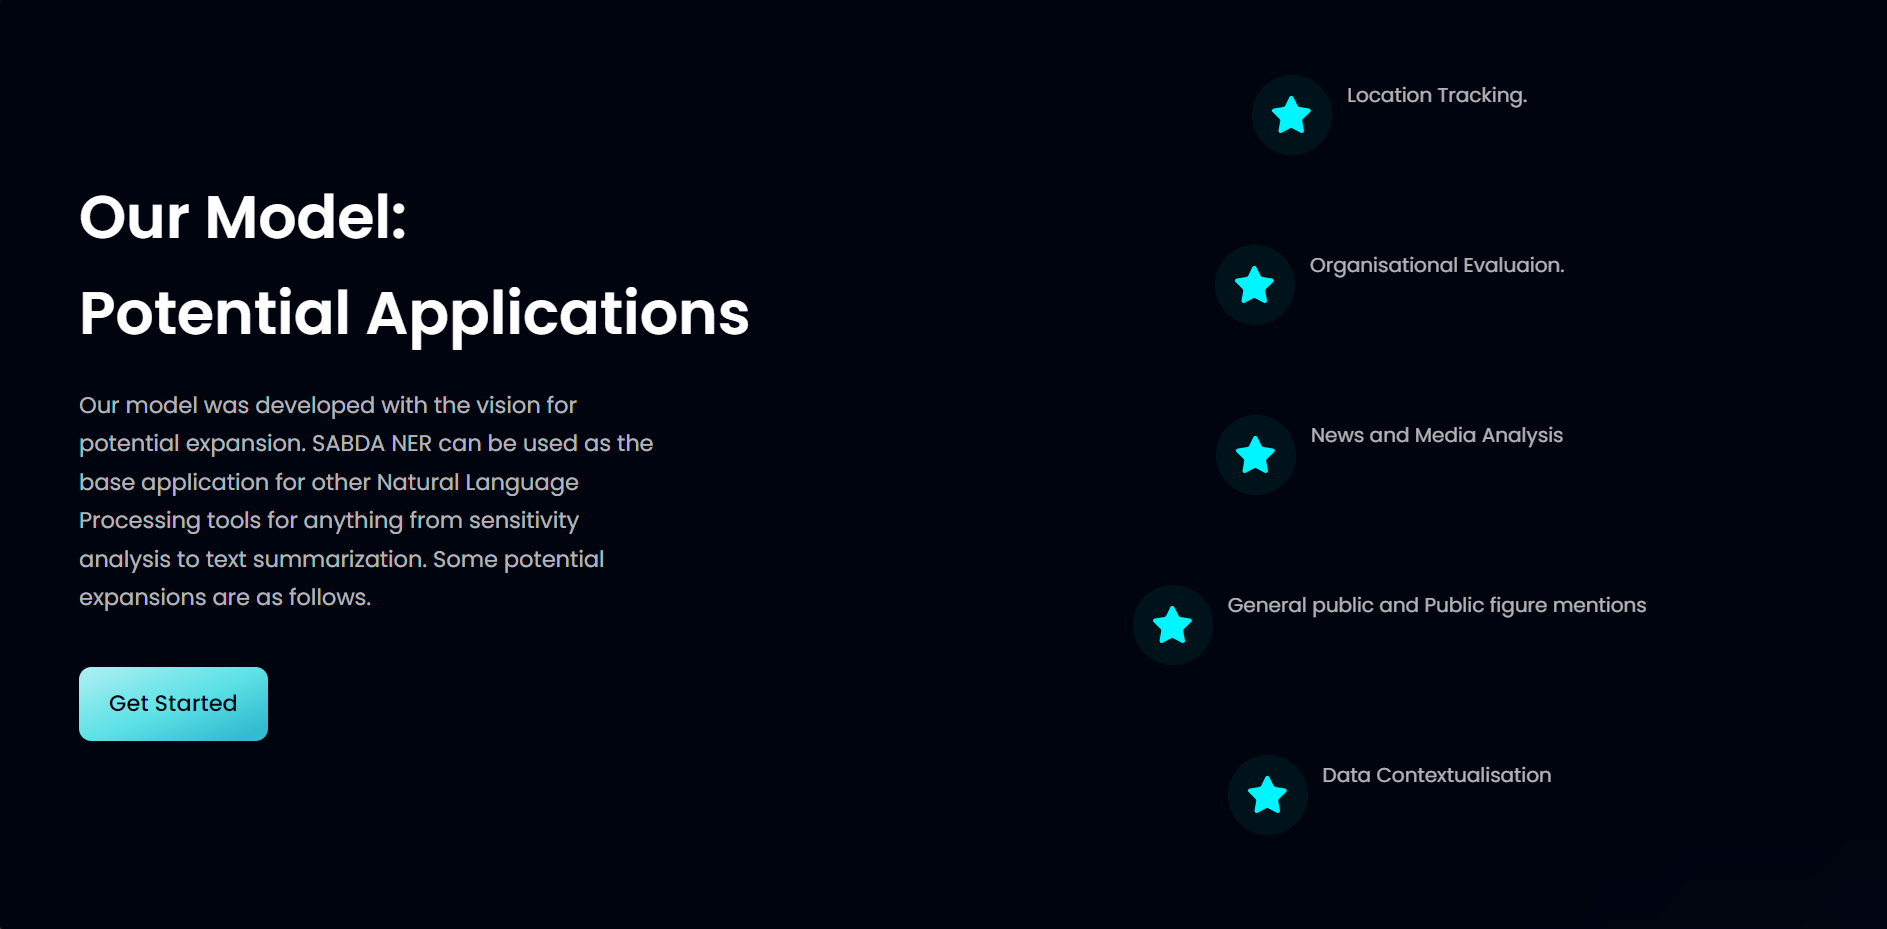 Our Model:
Potential Applications
Our model was developed with the vision for
potential expansion. SABDA NER can be used as the
base application for other Natural Language
Processing tools for anything from sensitivity
analysis to text summarization. Some potential
expansions are as follows.
Get Started
Location Tracking.
Organisational Evaluaion.
News and Media Analysis
General public and Public figure mentions
Data Contextualisation